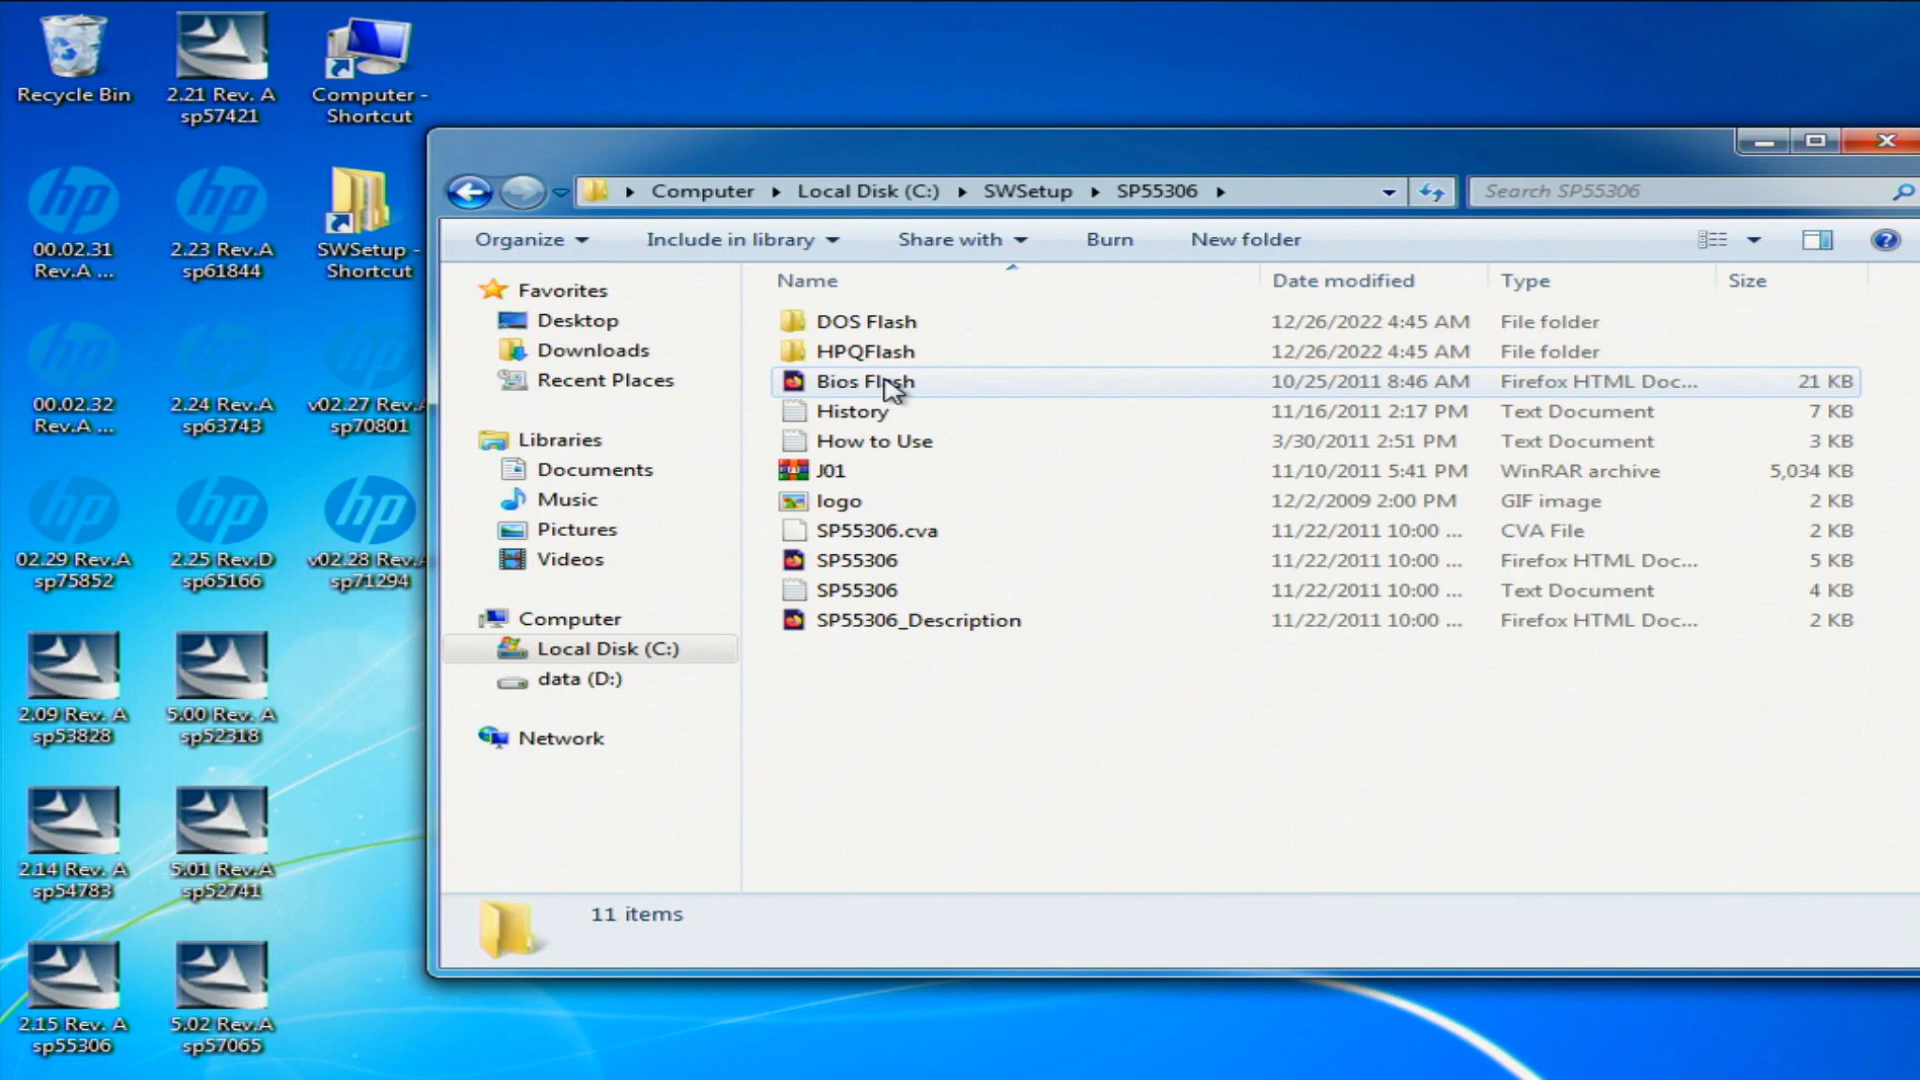 Recycle Bin
2.21 Rev. A
sp57421
Computer -
Shortcut
hp
00.02.31
Rev.A ...
hp
2.23 Rev.A
sp61844
SWSetup -
Shortcut
hp
00.02.32
Rev.A ...
hp
2.24 Rev.A
sp63743
hp
v02.27 Rev.A
sp70801
hp
02.29 Rev.A
sp75852
hp
2.25 Rev.D
sp65166
hp
v02.28 Rev.A
sp71294
2.09 Rev. A
sp53828
5.00 Rev. A
sp52318
2.14 Rev. A
sp54783
5.01 Rev.A
sp52741
2.15 Rev. A
sp55306
5.02 Rev.A
sp57065
Computer Local Disk (C:) SWSetup SP55306
Search SP55306
Organize Include in library Share with Burn New folder
Favorites
Desktop
Downloads
Recent Places
Libraries
Documents
Music
Pictures
Videos
Computer
Local Disk (C:)
data (D:)
Network
Name Date modified Type Size
DOS Flash 12/26/2022 4:45 AM File folder
HPQFlash 12/26/2022 4:45 AM File folder
Bios Flash 10/25/2011 8:46 AM Firefox HTML Doc... 21 KB
History 11/16/2011 2:17 PM Text Document 7 KB
How to Use 3/30/2011 2:51 PM Text Document 3 KB
J01 11/10/2011 5:41 PM WinRAR archive 5,034 KB
logo 12/2/2009 2:00 PM GIF image 2 KB
SP55306.cva 11/22/2011 10:00 ... CVA File 2 KB
SP55306 11/22/2011 10:00 ... Firefox HTML Doc... 5 KB
SP55306 11/22/2011 10:00 ... Text Document 4 KB
SP55306_Description 11/22/2011 10:00 ... Firefox HTML Doc... 2 KB
11 items